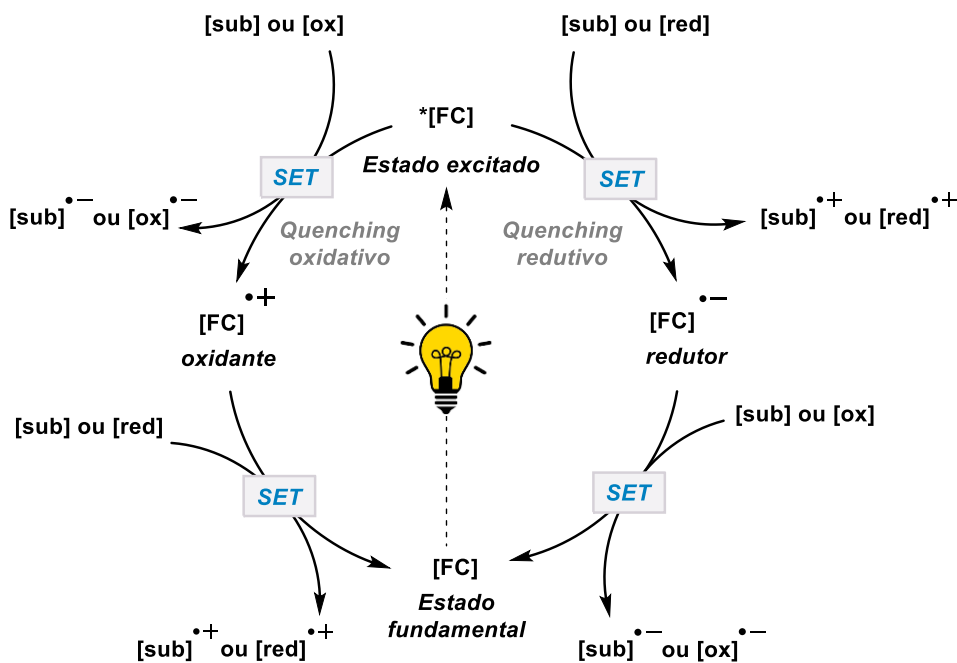 [sub] ou [ox]
[sub] ou [red]
*[FC]
Estado excitado
SET
SET
[sub]•− ou [ox]•−
[sub]•+ ou [red]•+
Quenching
oxidativo
Quenching
redutivo
[FC]•+
oxidante
[FC]•−
redutor
[sub] ou [red]
[sub] ou [ox]
SET
SET
[FC]
Estado
fundamental
[sub]•+ ou [red]•+
[sub]•− ou [ox]•−